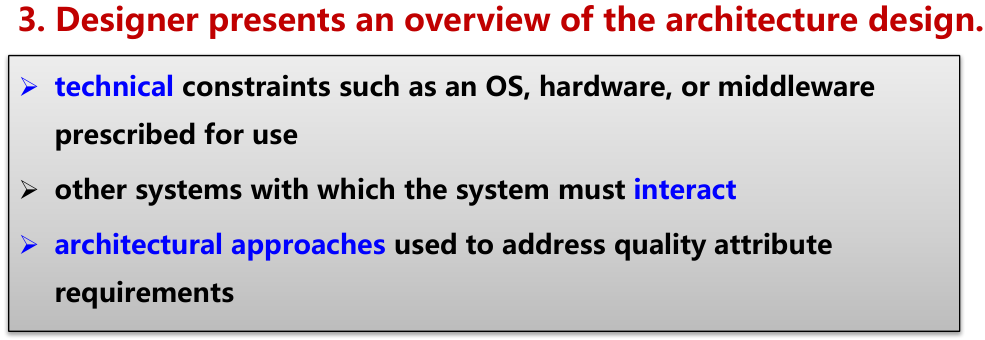 3. Designer presents an overview of the architecture design.
➢ technical constraints such as an OS, hardware, or middleware
prescribed for use
➢ other systems with which the system must interact
➢ architectural approaches used to address quality attribute
requirements